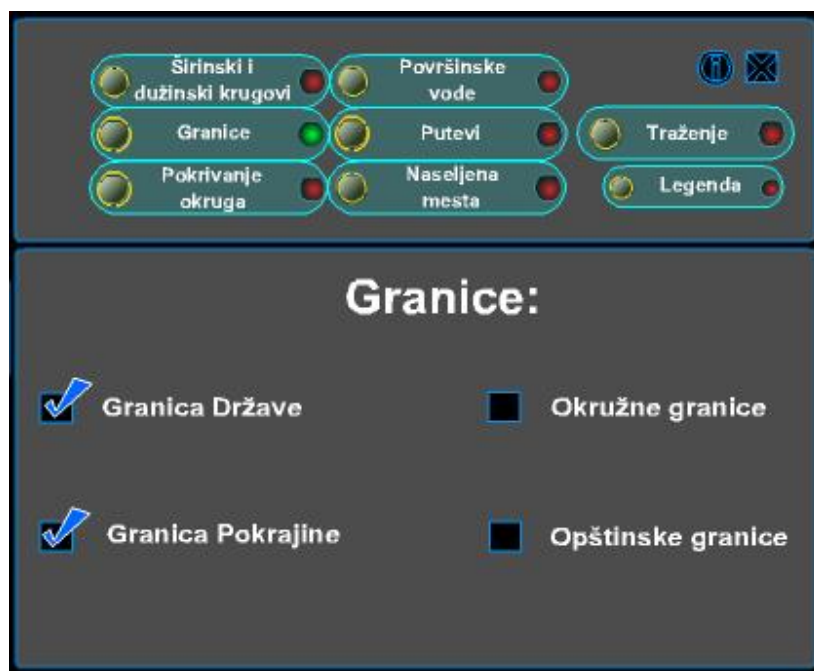 Širinski i
dužinski krugovi
Površinske
vode
Granice
Putevi
Traženje
Pokrivanje
okruga
Naseljena
mesta
Legenda
Granice:
Granica Države
Okružne granice
Granica Pokrajine
Opštinske granice